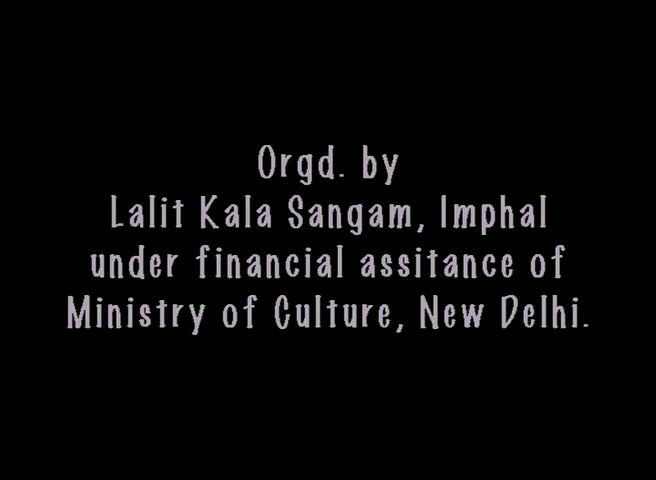 Orgd. by
Lalit Kala Sangam, Imphal
under financial assitance of
Ministry of Culture, New Delhi.